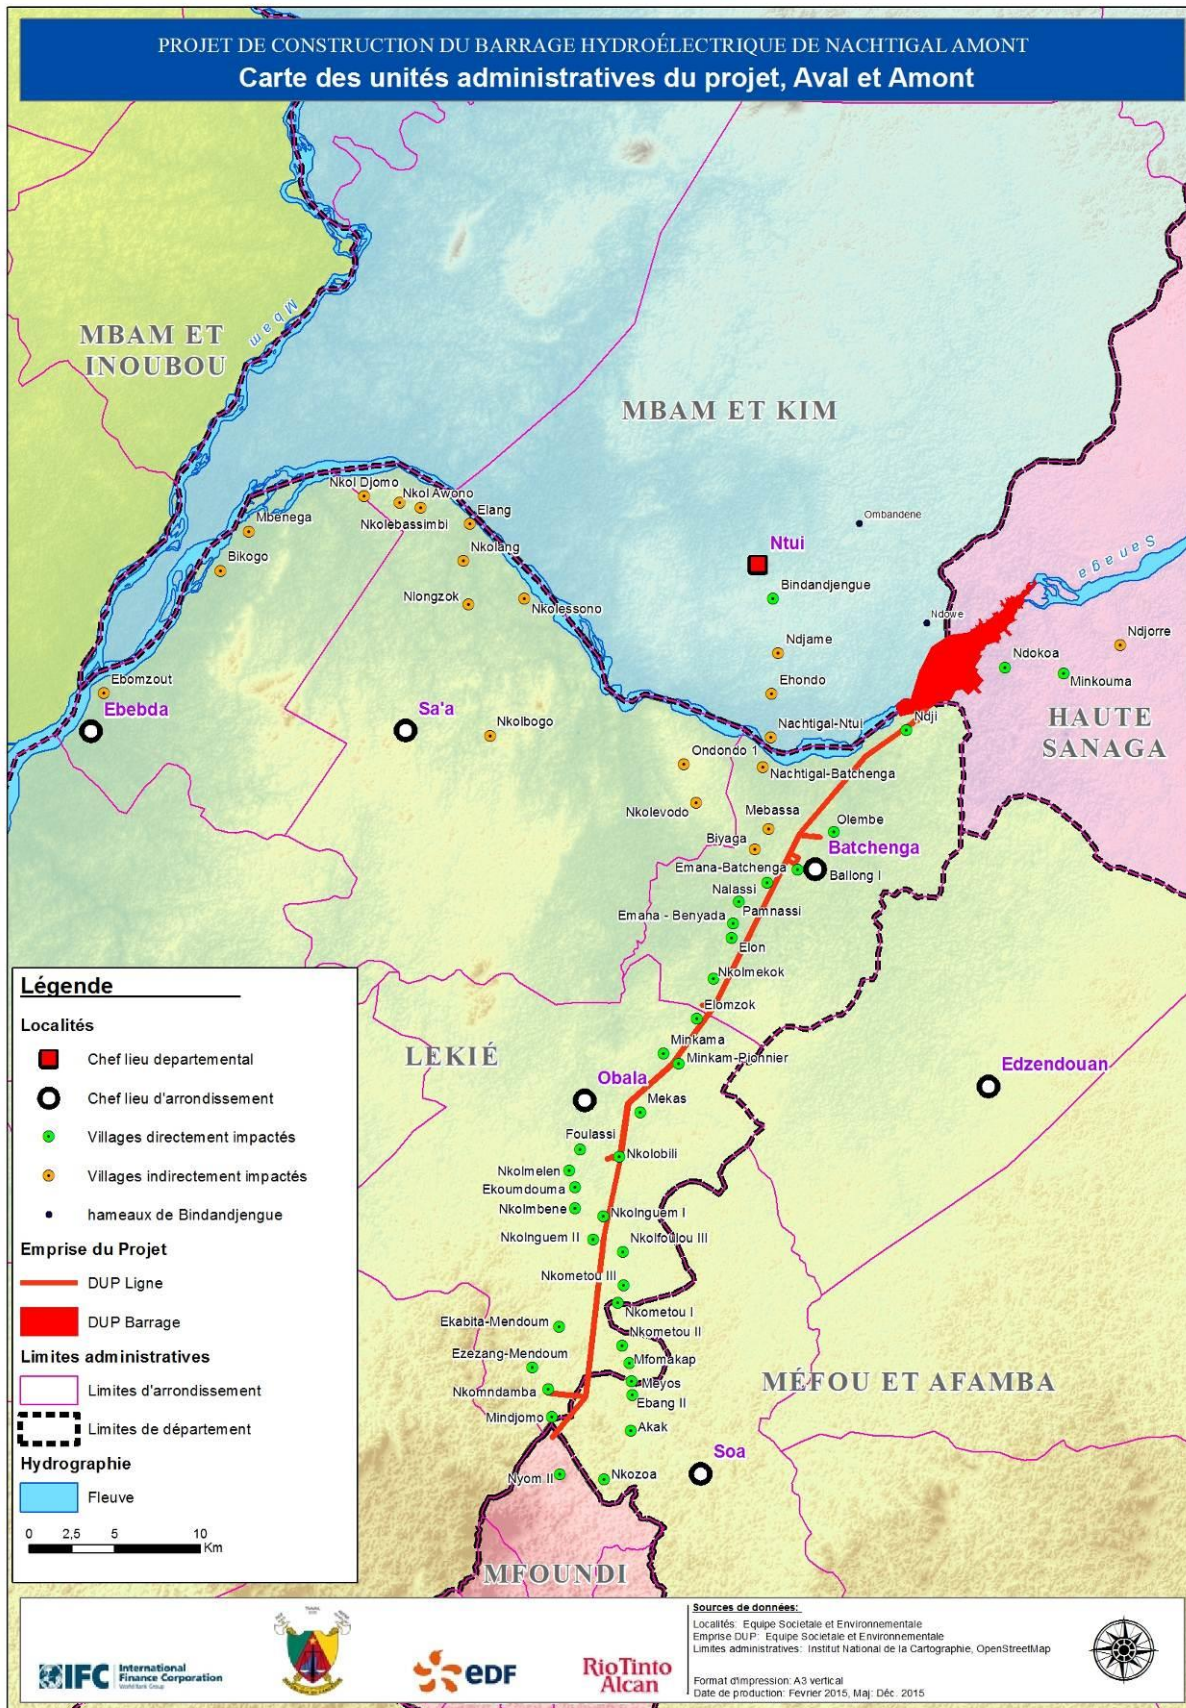 PROJET DE CONSTRUCTION DU BARRAGE HYDROÉLECTRIQUE DE NACHTIGAL AMONT
Carte des unités administratives du projet, Aval et Amont
MBAM ET
INOUBOU
Mbam
MBAM ET KIM
Nkol Djomo
Nkol Awono
Mbenega
Nkolebassimbi
Elang
Bikogo
Nkolang
Nlongzok
Nkolessono
Ombandene
Ntui
Bindandjengue
Sanaga
Ndowe
Ndjame
Ndokoa
Ndjorre
Minkouma
Ehondo
Ebomzout
Ebebda
Sa'a
Nkolbogo
Nachtigal-Ntui
Ndji
HAUTE
SANAGA
Ondondo 1
Nachtigal-Batchenga
Nkolevodo
Mebassa
Olembe
Biyaga
Batchenga
Emana-Batchenga
Ballong I
Nalassi
Pamnassi
Emana - Benyada
Elon
Nkolmekok
Elomzok
LEKIÉ
Minkama
Minkam-Pionnier
Edzendouan
Obala
Mekas
Foulassi
Nkolobili
Nkolmelen
Ekoumdouma
Nkolmbene
Nkolnguem I
Nkolnguem II
Nkolfoulou III
Nkometou III
Nkometou I
Ekabita-Mendoum
Nkometou II
Ezezang-Mendoum
Mfomakap
Nkomndamba
Meyos
MÉFOU ET AFAMBA
Ebang II
Mindjomo
Akak
Soa
Nyom II
Nkozoa
MFOUNDI
Légende
Localités
Chef lieu departemental
Chef lieu d'arrondissement
Villages directement impactés
Villages indirectement impactés
hameaux de Bindandjengue
Emprise du Projet
DUP Ligne
DUP Barrage
Limites administratives
Limites d'arrondissement
Limites de département
Hydrographie
Fleuve
0 2,5 5 10
Km
IFC International
Finance Corporation
World Bank Group
eDF
RioTinto
Alcan
Sources de données:
Localités: Equipe Societale et Environnementale
Emprise DUP: Equipe Societale et Environnementale
Limites administratives: Institut National de la Cartographie, OpenStreetMap
Format d'impression: A3 vertical
Date de production: Fevrier 2015, Maj: Déc. 2015